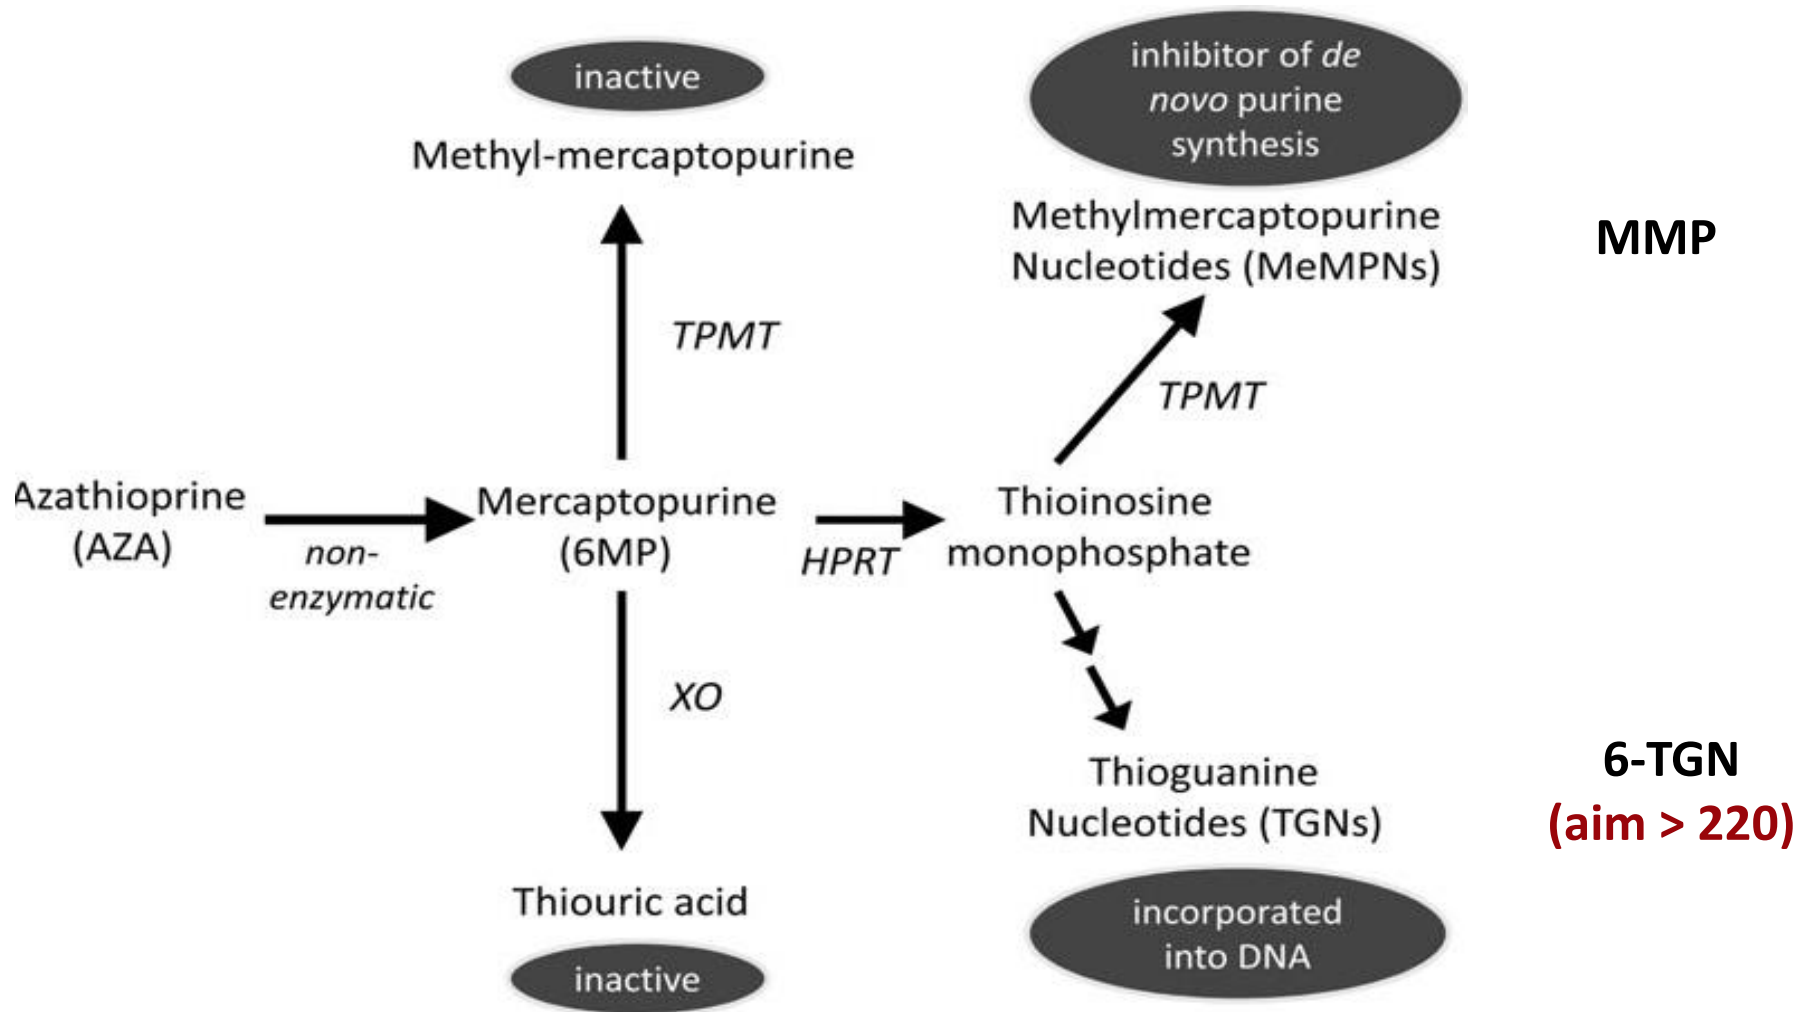 inactive
Methyl-mercaptopurine
inhibitor of de
novo purine
synthesis
Methylmercaptopurine
Nucleotides (MeMPNs)
MMP
TPMT
TPMT
Azathioprine
(AZA)
non-
enzymatic
Mercaptopurine
(6MP)
HPRT
Thioinosine
monophosphate
XO
Thioguanine
Nucleotides (TGNs)
6-TGN
(aim > 220)
Thiouric acid
inactive
incorporated
into DNA